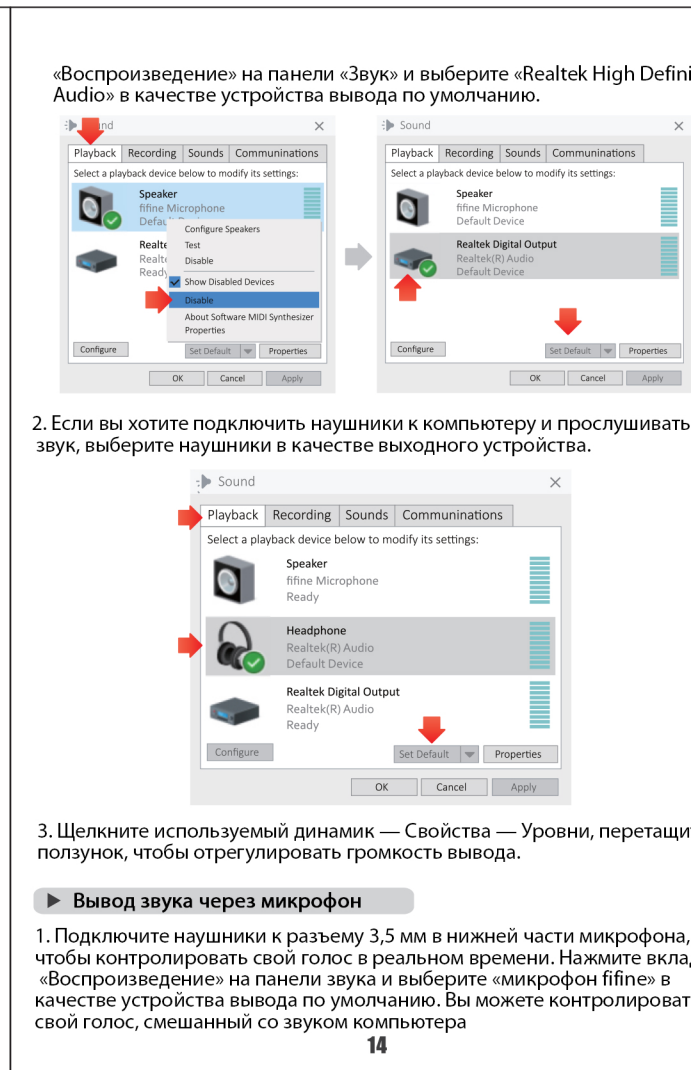 «Воспроизведение» на панели «Звук» и выберите «Realtek High Defini
Audio» в качестве устройства вывода по умолчанию.
Playback Recording Sounds Communinations
Select a playback device below to modify its settings:
Speaker
fifine Microphone
Configure Speakers
Test
Disable
Show Disabled Devices
Disable
About Software MIDI Synthesizer
Properties
Ready
Configure Set Default Properties
OK Cancel Apply
Sound
Playback Recording Sounds Communinations
Select a playback device below to modify its settings:
Speaker
fifine Microphone
Default Device
Realtek Digital Output
Realtek(R) Audio
Default Device
Configure Set Default Properties
OK Cancel Apply
2. Если вы хотите подключить наушники к компьютеру и прослушивать
звук, выберите наушники в качестве выходного устройства.
Sound
Playback Recording Sounds Communinations
Select a playback device below to modify its settings:
Speaker
fifine Microphone
Ready
Headphone
Realtek(R) Audio
Default Device
Realtek Digital Output
Realtek(R) Audio
Ready
Configure Set Default Properties
OK Cancel Apply
3. Щелкните используемый динамик — Свойства — Уровни, перетащит
ползунок, чтобы отрегулировать громкость вывода.
Вывод звука через микрофон
1. Подключите наушники к разъему 3,5 мм в нижней части микрофона,
чтобы контролировать свой голос в реальном времени. Нажмите вклад
«Воспроизведение» на панели звука и выберите «микрофон fifine» в
качестве устройства вывода по умолчанию. Вы можете контролироват
свой голос, смешанный со звуком компьютера
14